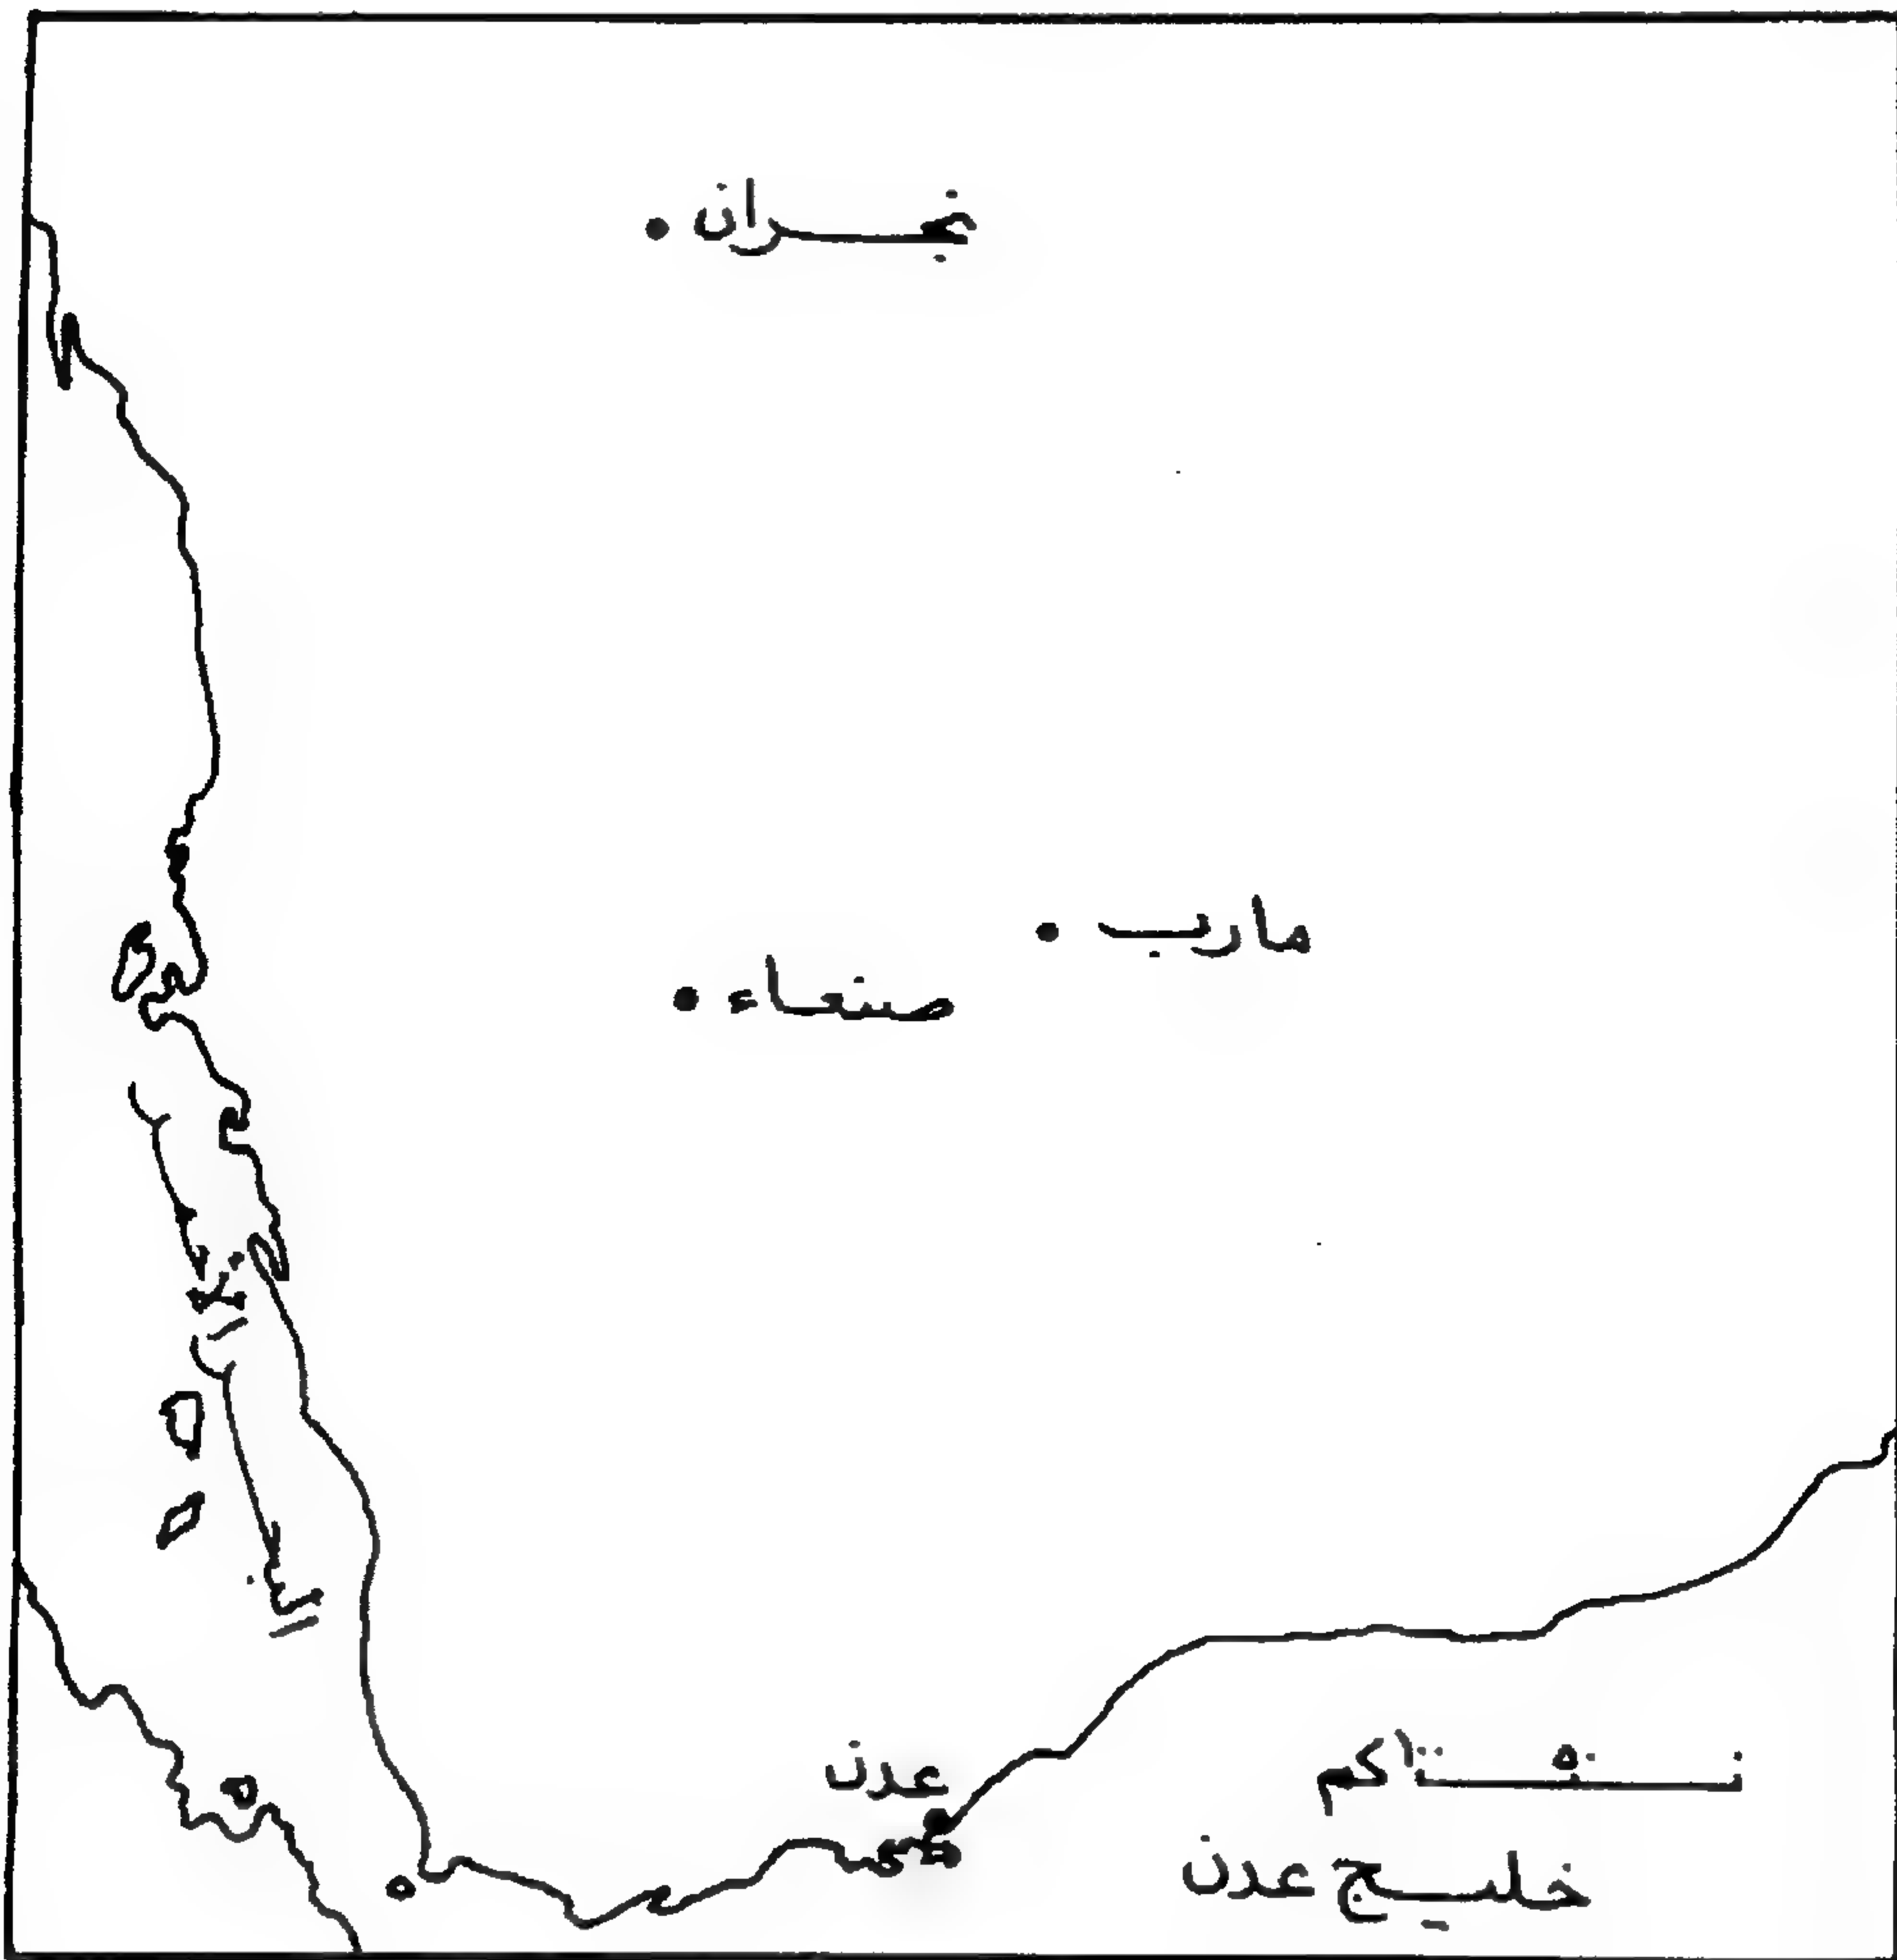 نجران
مارب
صنعاء
عدن
خليج عدن